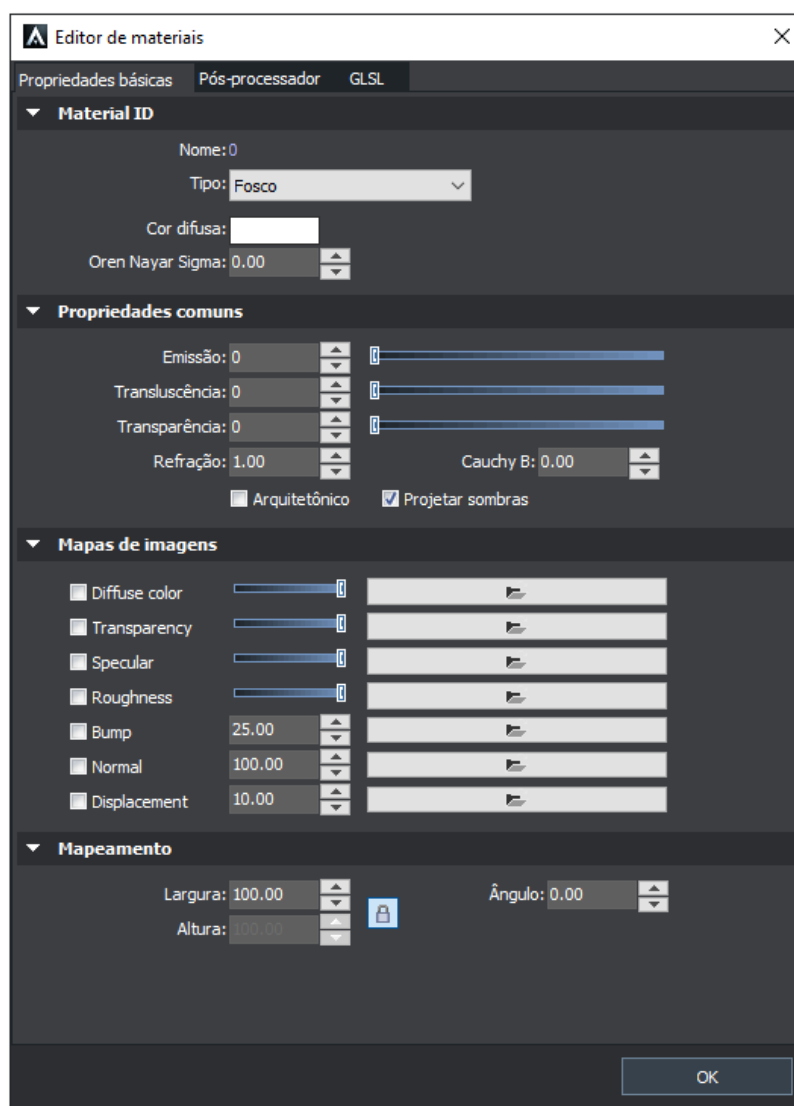 Editor de materiais
Propriedades básicas Pós-processador GLSL
Material ID
Nome: 0
Tipo: Fosco
Cor difusa:
Oren Nayar Sigma: 0.00
Propriedades comuns
Emissão: 0
Transluscência: 0
Transparência: 0
Refração: 1.00 Cauchy B: 0.00
Arquitetônico Projetar sombras
Mapas de imagens
Diffuse color
Transparency
Specular
Roughness
Bump 25.00
Normal 100.00
Displacement 10.00
Mapeamento
Largura: 100.00 Ângulo: 0.00
Altura: 100.00
OK